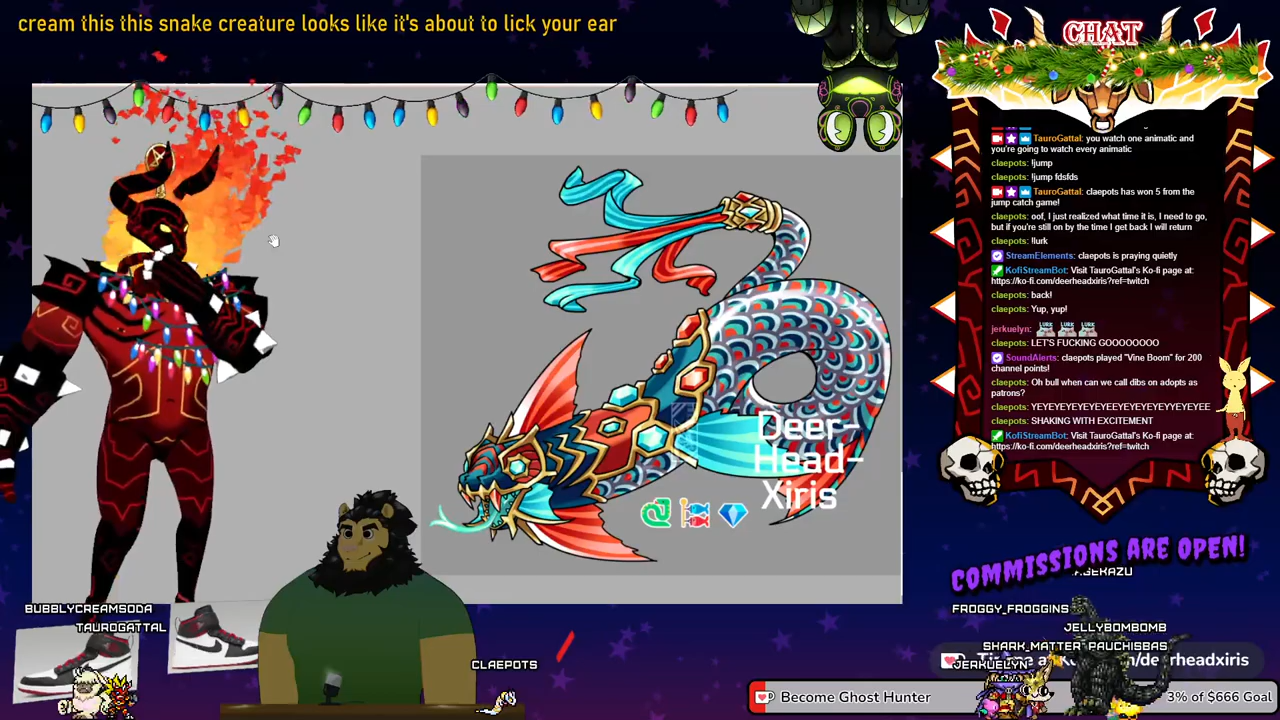 cream this this snake creature looks like it's about to lick your ear
CHAT
TauroGattal: you watch one animatic and
you're going to watch every animatic
claepots: !jump
claepots: !jump fdsfds
TauroGattal: claepots has won 5 from the
jump catch game!
claepots: oof, I just realized what time it is, I need to go,
but if you're still on by the time I get back I will return
claepots: !lurk
StreamElements: claepots is praying quietly
KofiStreamBot: Visit TauroGattal's Ko-fi page at:
https://ko-fi.com/deerheadxiris?ref=twitch
claepots: back!
claepots: Yup, yup!
jerkuelyn: LURK LURK LURK
claepots: LET'S FUCKING GOOOOOOOO
SoundAlerts: claepots played "Vine Boom" for 200
channel points!
claepots: Oh bull when can we call dibs on adopts as
patrons?
claepots: YEYEYEYEYEYEYEEYEYEYEYEYYEYEYEE
claepots: SHAKING WITH EXCITEMENT
KofiStreamBot: Visit TauroGattal's Ko-fi page at:
https://ko-fi.com/deerheadxiris?ref=twitch
Deer-
Head-
Xiris
COMMISSIONS ARE OPEN!
BUBBLYCREAMSODA
TAUROGATTAL
CLAEPOTS
FROGGY_FROGGINS
JELLYBOMBOMB
SHARK_MATTER PAUCHISBAS
JERKUELYN
Become Ghost Hunter
3% of $666 Goal